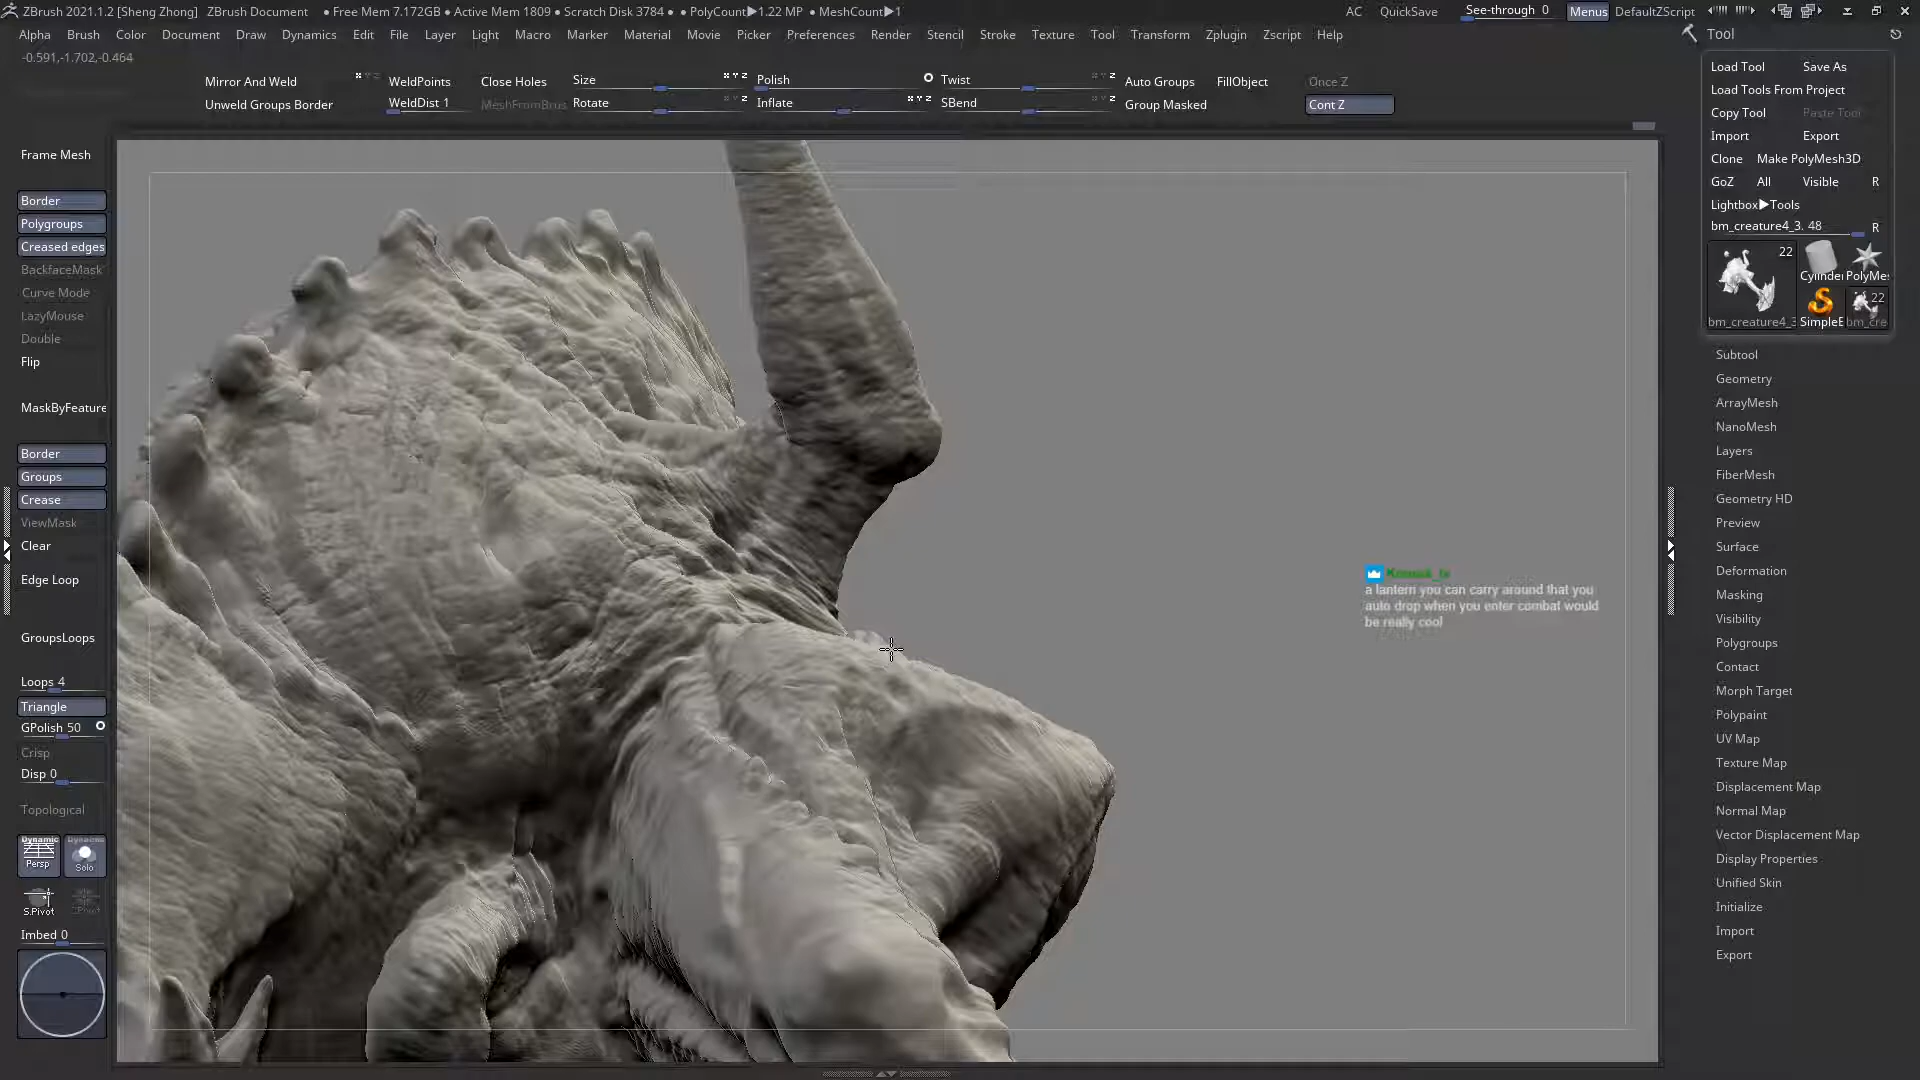 ZBrush 2021.1.2 [Sheng Zhong] ZBrush Document • Free Mem 7.172GB • Active Mem 1809 • Scratch Disk 3784 • • PolyCount▶1.22 MP • MeshCount▶1 AC QuickSave See-through 0 Menus DefaultZScript
Alpha Brush Color Document Draw Dynamics Edit File Layer Light Macro Marker Material Movie Picker Preferences Render Stencil Stroke Texture Tool Transform Zplugin Zscript Help
Tool
-0.591,-1.702,-0.464
Mirror And Weld WeldPoints Close Holes Size Polish Twist Auto Groups FillObject Once Z
Unweld Groups Border WeldDist 1 MeshFromBrus Rotate Inflate SBend Group Masked Cont Z
Frame Mesh
Border
Polygroups
Creased edges
BackfaceMask
Curve Mode
LazyMouse
Double
Flip
MaskByFeature
Border
Groups
Crease
ViewMask
Clear
Edge Loop
GroupsLoops
Loops 4
Triangle
GPolish 50
Crisp
Disp 0
Topological
Dynamic
Persp Solo
S.Pivot
Imbed 0
a lantern you can carry around that you
auto drop when you enter combat would
be really cool
Load Tool Save As
Load Tools From Project
Copy Tool Paste Tool
Import Export
Clone Make PolyMesh3D
GoZ All Visible R
Lightbox▶Tools
bm_creature4_3. 48 R
22
Cylinder PolyMes
22
bm_creature4_3 SimpleE bm_cre
Subtool
Geometry
ArrayMesh
NanoMesh
Layers
FiberMesh
Geometry HD
Preview
Surface
Deformation
Masking
Visibility
Polygroups
Contact
Morph Target
Polypaint
UV Map
Texture Map
Displacement Map
Normal Map
Vector Displacement Map
Display Properties
Unified Skin
Initialize
Import
Export